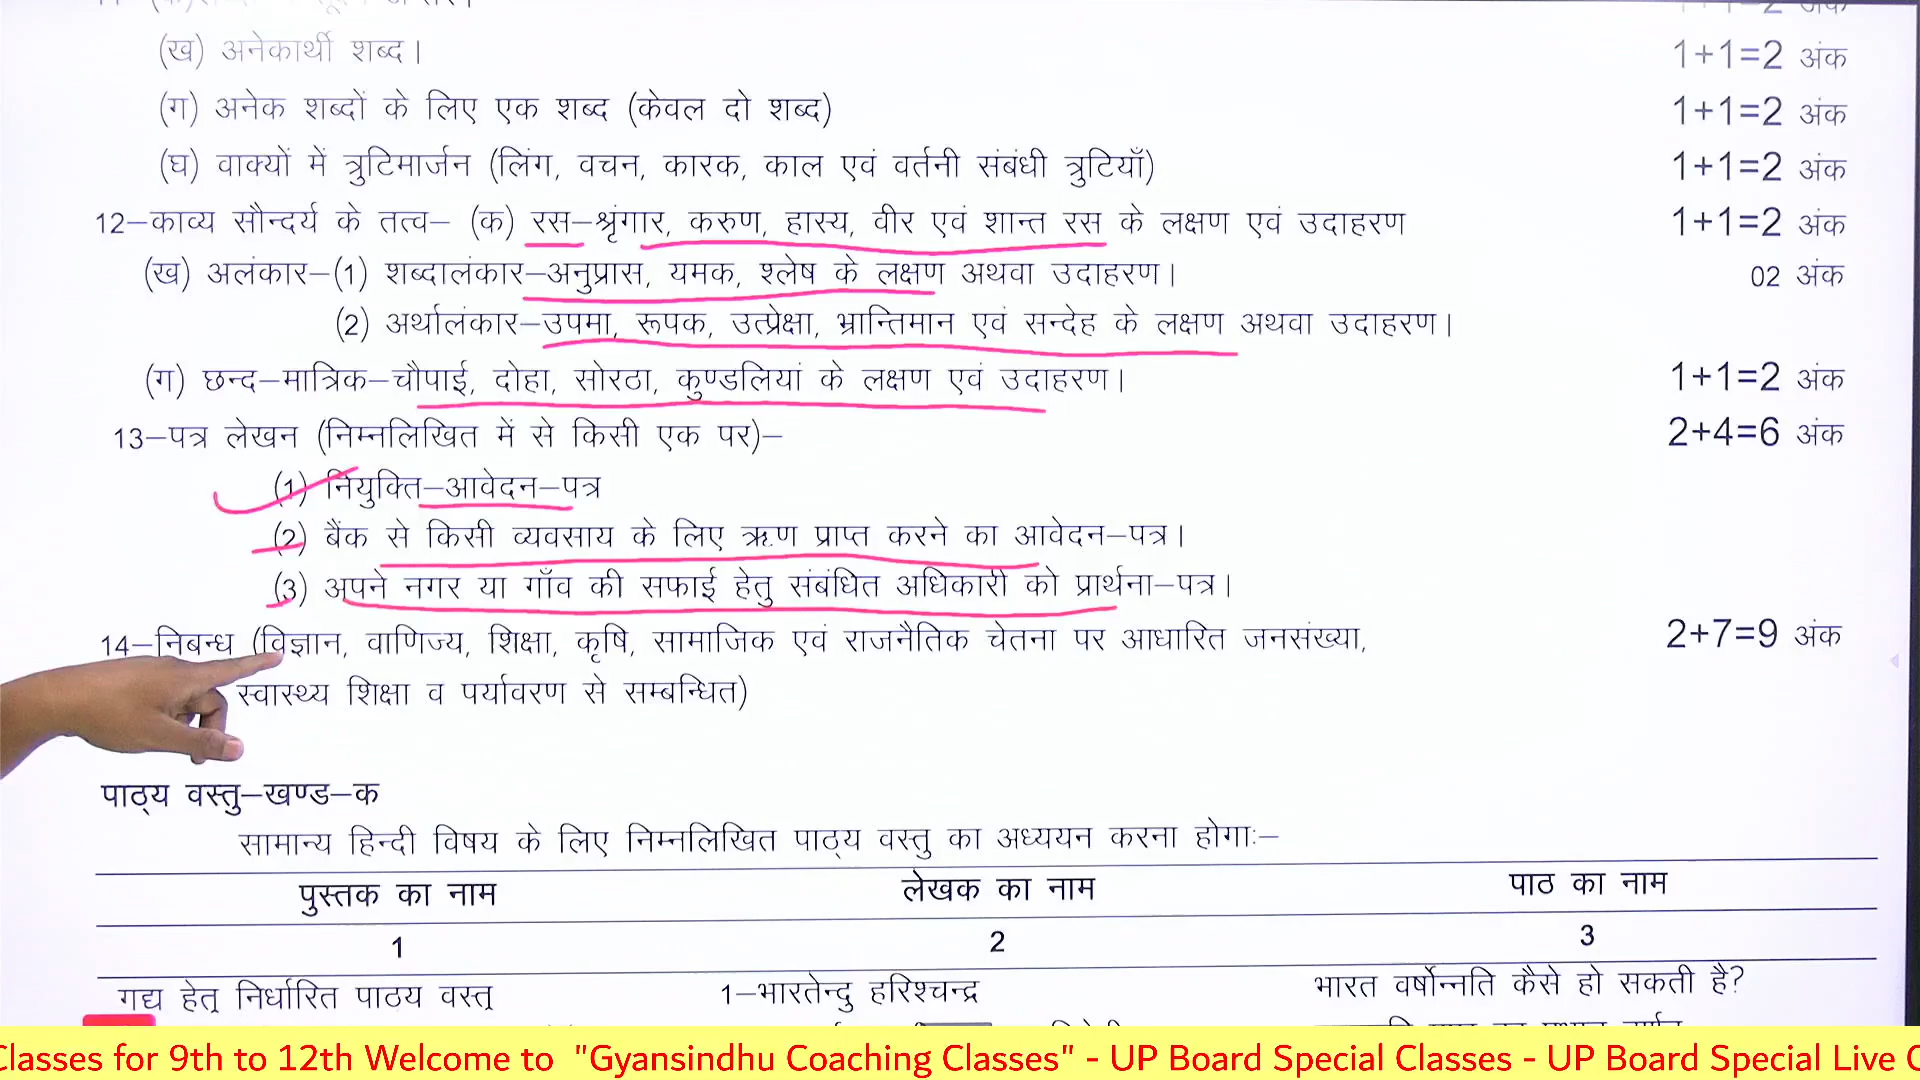 (ख) अनेकार्थी शब्द। 1+1=2 अंक
(ग) अनेक शब्दों के लिए एक शब्द (केवल दो शब्द) 1+1=2 अंक
(घ) वाक्यों में त्रुटिमार्जन (लिंग, वचन, कारक, काल एवं वर्तनी संबंधी त्रुटियाँ) 1+1=2 अंक
12–काव्य सौन्दर्य के तत्व– (क) रस–श्रृंगार, करुण, हास्य, वीर एवं शान्त रस के लक्षण एवं उदाहरण 1+1=2 अंक
(ख) अलंकार–(1) शब्दालंकार–अनुप्रास, यमक, श्लेष के लक्षण अथवा उदाहरण। 02 अंक
(2) अर्थालंकार–उपमा, रूपक, उत्प्रेक्षा, भ्रान्तिमान एवं सन्देह के लक्षण अथवा उदाहरण।
(ग) छन्द–मात्रिक–चौपाई, दोहा, सोरठा, कुण्डलियां के लक्षण एवं उदाहरण। 1+1=2 अंक
13–पत्र लेखन (निम्नलिखित में से किसी एक पर)– 2+4=6 अंक
(1) नियुक्ति–आवेदन–पत्र
(2) बैंक से किसी व्यवसाय के लिए ऋण प्राप्त करने का आवेदन–पत्र।
(3) अपने नगर या गाँव की सफाई हेतु संबंधित अधिकारी को प्रार्थना–पत्र।
14–निबन्ध (विज्ञान, वाणिज्य, शिक्षा, कृषि, सामाजिक एवं राजनैतिक चेतना पर आधारित जनसंख्या, 2+7=9 अंक
स्वास्थ्य शिक्षा व पर्यावरण से सम्बन्धित)
पाठ्य वस्तु–खण्ड–क
सामान्य हिन्दी विषय के लिए निम्नलिखित पाठ्य वस्तु का अध्ययन करना होगाः–
पुस्तक का नाम लेखक का नाम पाठ का नाम
1 2 3
गद्य हेतु निर्धारित पाठ्य वस्तु 1–भारतेन्दु हरिश्चन्द्र भारत वर्षोन्नति कैसे हो सकती है?
Classes for 9th to 12th Welcome to "Gyansindhu Coaching Classes" - UP Board Special Classes - UP Board Special Live